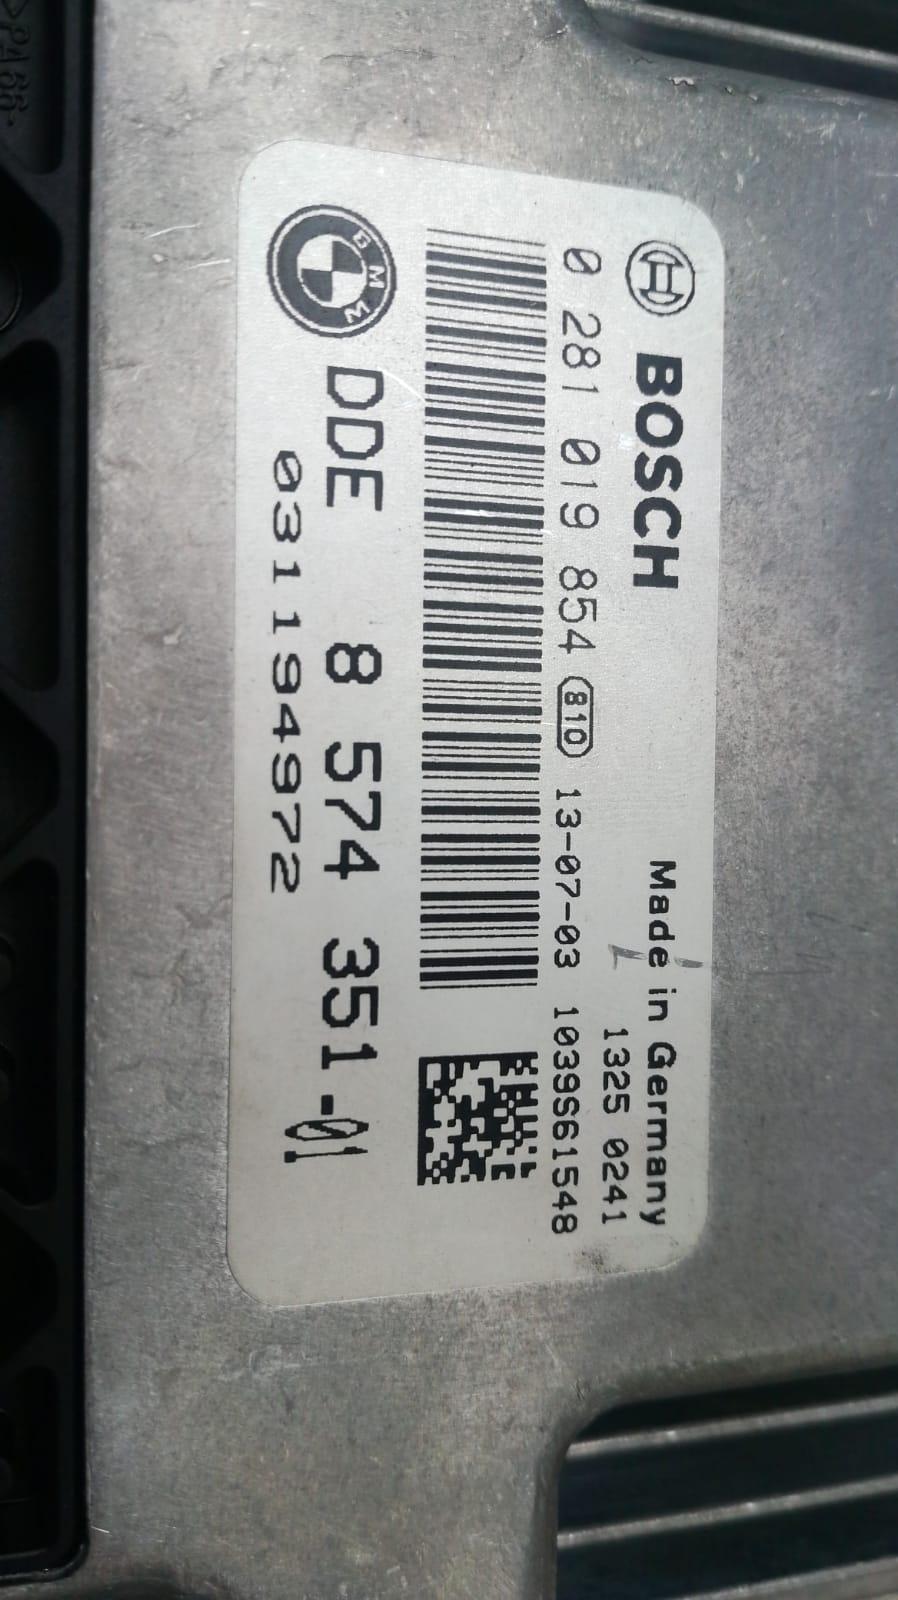 BOSCH
Made in Germany
1325 0241
0 281 019 854 810 13-07-03 1039S61548
BMW
DDE 8 574 351-01
031194972